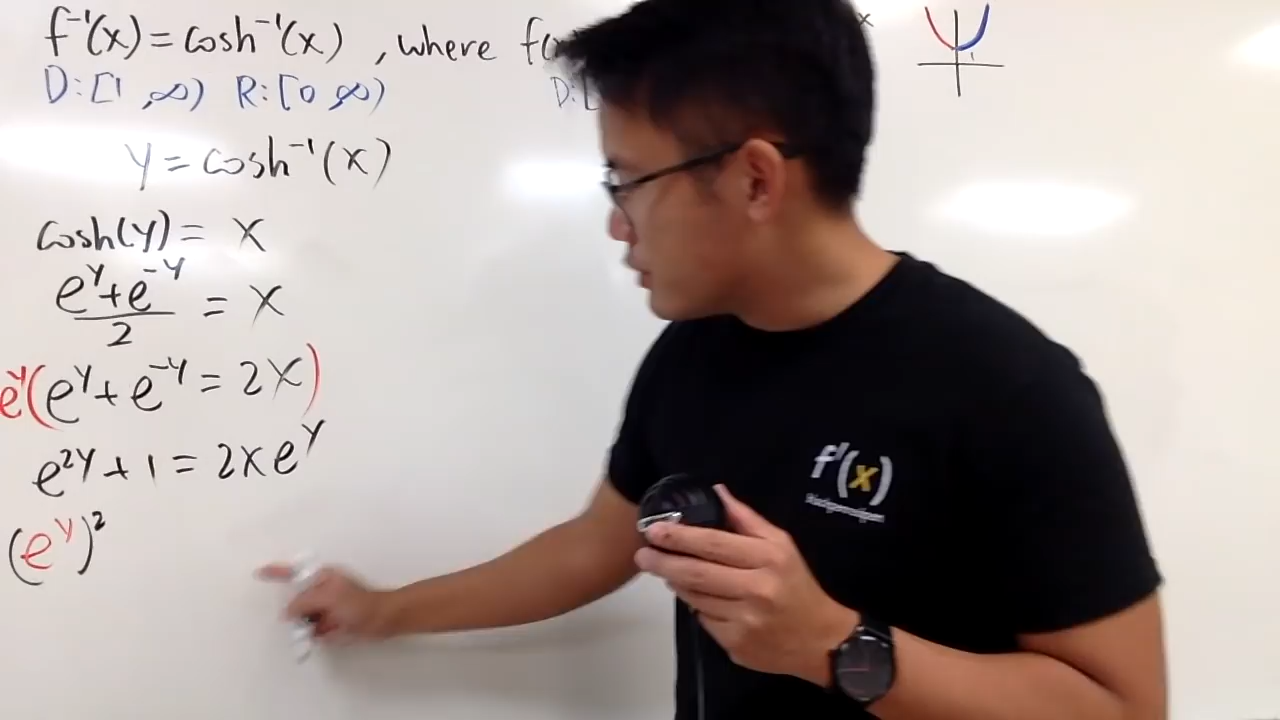 f⁻¹(x) = cosh⁻¹(x) , where f(x
D: [1, ∞) R: [0, ∞) D: [
y = cosh⁻¹(x)
cosh(y) = x
(e^y + e^-y)/2 = x
e^y(e^y + e^-y = 2x)
e^2y + 1 = 2xe^y
(e^y)²
f'(x)